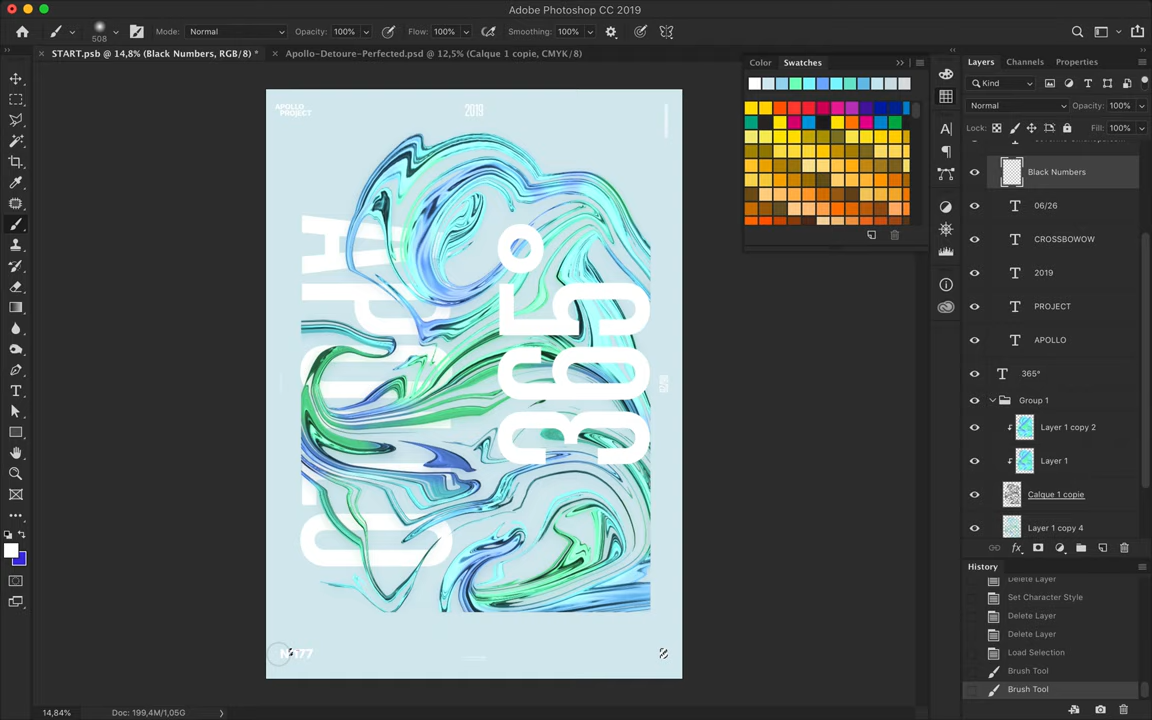 Adobe Photoshop CC 2019
508
Mode: Normal
Opacity: 100%
Flow: 100%
Smoothing: 100%
START.psb @ 14,8% (Black Numbers, RGB/8) *
Apollo-Detoure-Perfected.psd @ 12,5% (Calque 1 copie, CMYK/8)
Color
Swatches
Layers
Channels
Properties
Kind
Normal
Opacity: 100%
Lock:
Fill: 100%
Black Numbers
06/26
CROSSBOWOW
2019
PROJECT
APOLLO
365°
Group 1
Layer 1 copy 2
Layer 1
Calque 1 copie
Layer 1 copy 4
fx
History
Delete Layer
Set Character Style
Delete Layer
Delete Layer
Load Selection
Brush Tool
Brush Tool
APOLLO
PROJECT
2019
365°
14,84%
Doc: 199,4M/1,05G